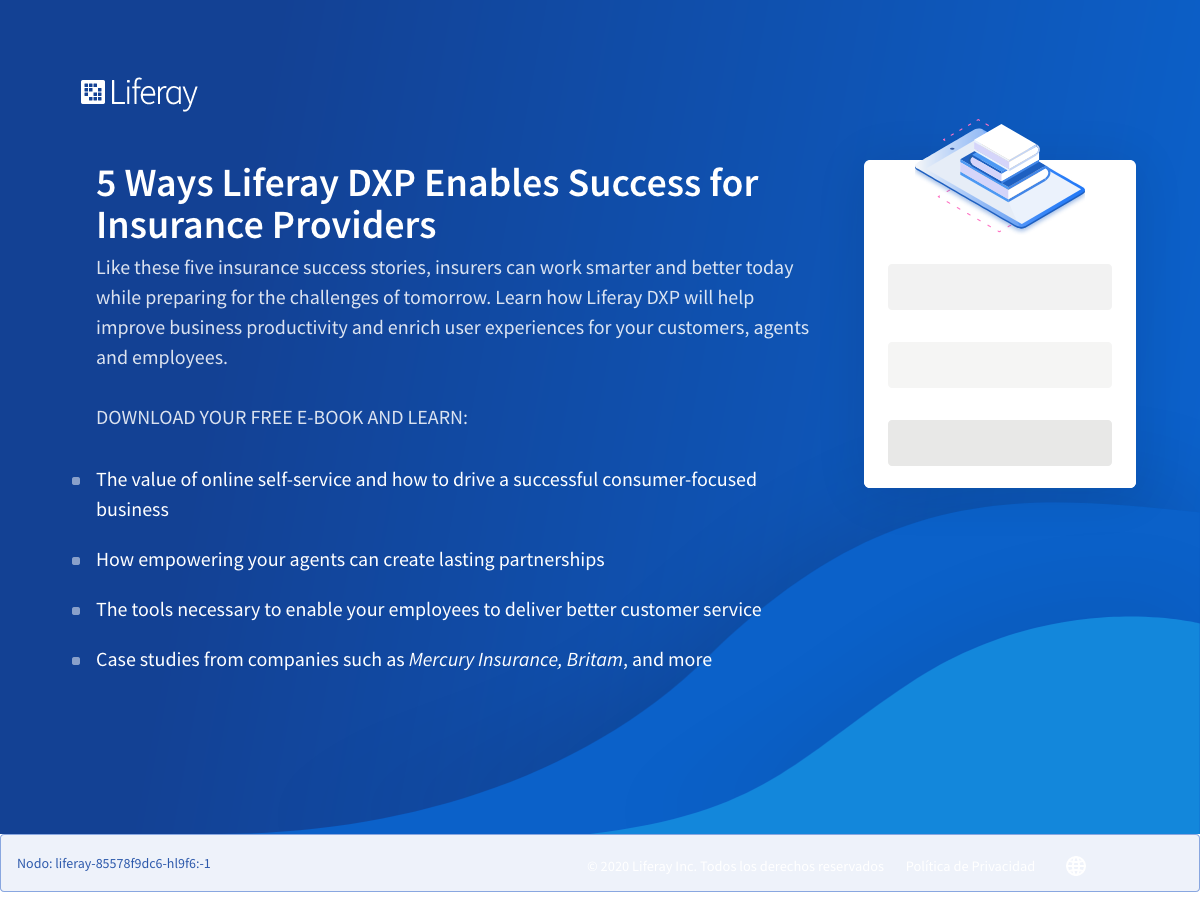 Liferay
5 Ways Liferay DXP Enables Success for
Insurance Providers
Like these five insurance success stories, insurers can work smarter and better today
while preparing for the challenges of tomorrow. Learn how Liferay DXP will help
improve business productivity and enrich user experiences for your customers, agents
and employees.
DOWNLOAD YOUR FREE E-BOOK AND LEARN:
The value of online self-service and how to drive a successful consumer-focused
business
How empowering your agents can create lasting partnerships
The tools necessary to enable your employees to deliver better customer service
Case studies from companies such as Mercury Insurance, Britam, and more
Nodo: liferay-85578f9dc6-hl9f6:-1
© 2020 Liferay Inc. Todos los derechos reservados Política de Privacidad